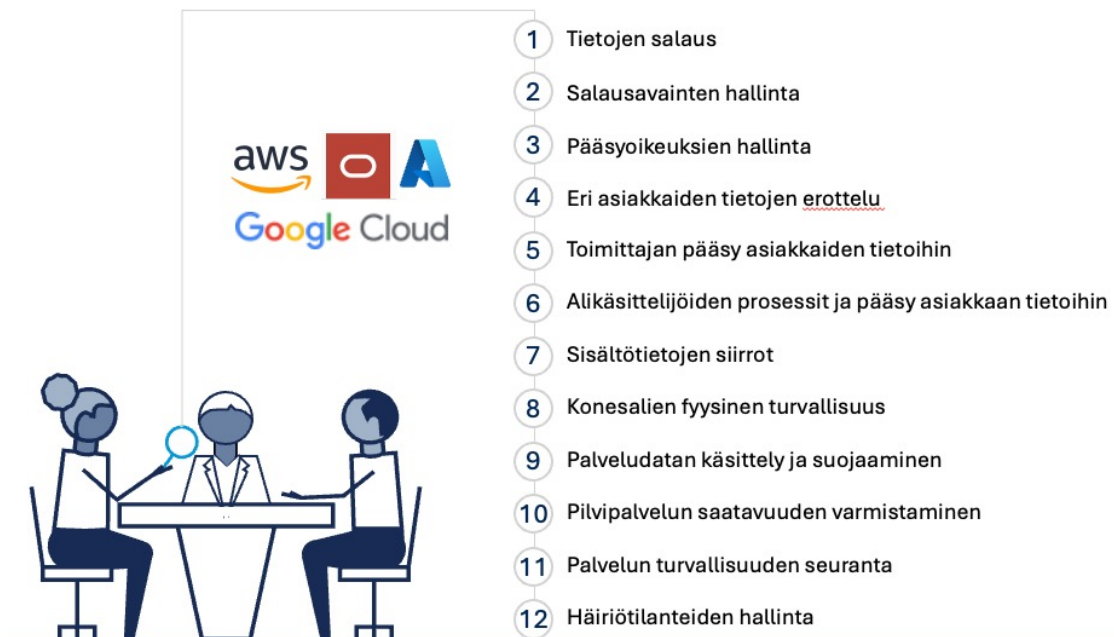 aws
Google Cloud
1 Tietojen salaus
2 Salausavainten hallinta
3 Pääsyoikeuksien hallinta
4 Eri asiakkaiden tietojen erottelu
5 Toimittajan pääsy asiakkaiden tietoihin
6 Alikäsittelijöiden prosessit ja pääsy asiakkaan tietoihin
7 Sisältötietojen siirrot
8 Konesalien fyysinen turvallisuus
9 Palveludatan käsittely ja suojaaminen
10 Pilvipalvelun saatavuuden varmistaminen
11 Palvelun turvallisuuden seuranta
12 Häiriötilanteiden hallinta